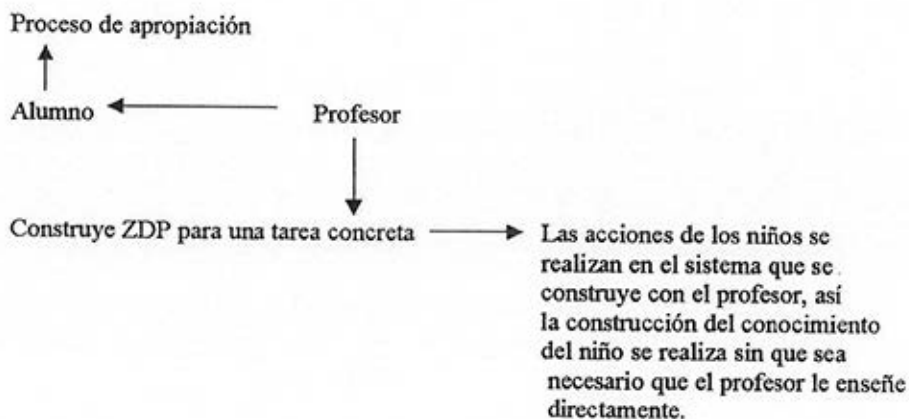 Proceso de apropiación
Alumno
Profesor
Construye ZDP para una tarea concreta
Las acciones de los niños se
realizan en el sistema que se
construye con el profesor, así
la construcción del conocimiento
del niño se realiza sin que sea
necesario que el profesor le enseñe
directamente.